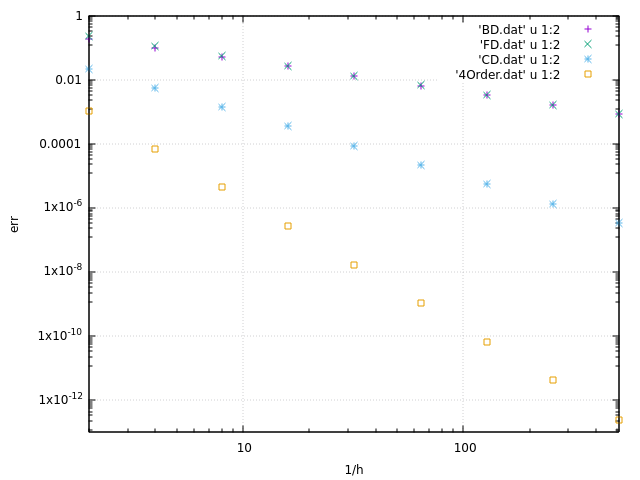 1
0.01
0.0001
1x10-6
1x10-8
1x10-10
1x10-12
err
'BD.dat' u 1:2
'FD.dat' u 1:2
'CD.dat' u 1:2
'4Order.dat' u 1:2
10
100
1/h